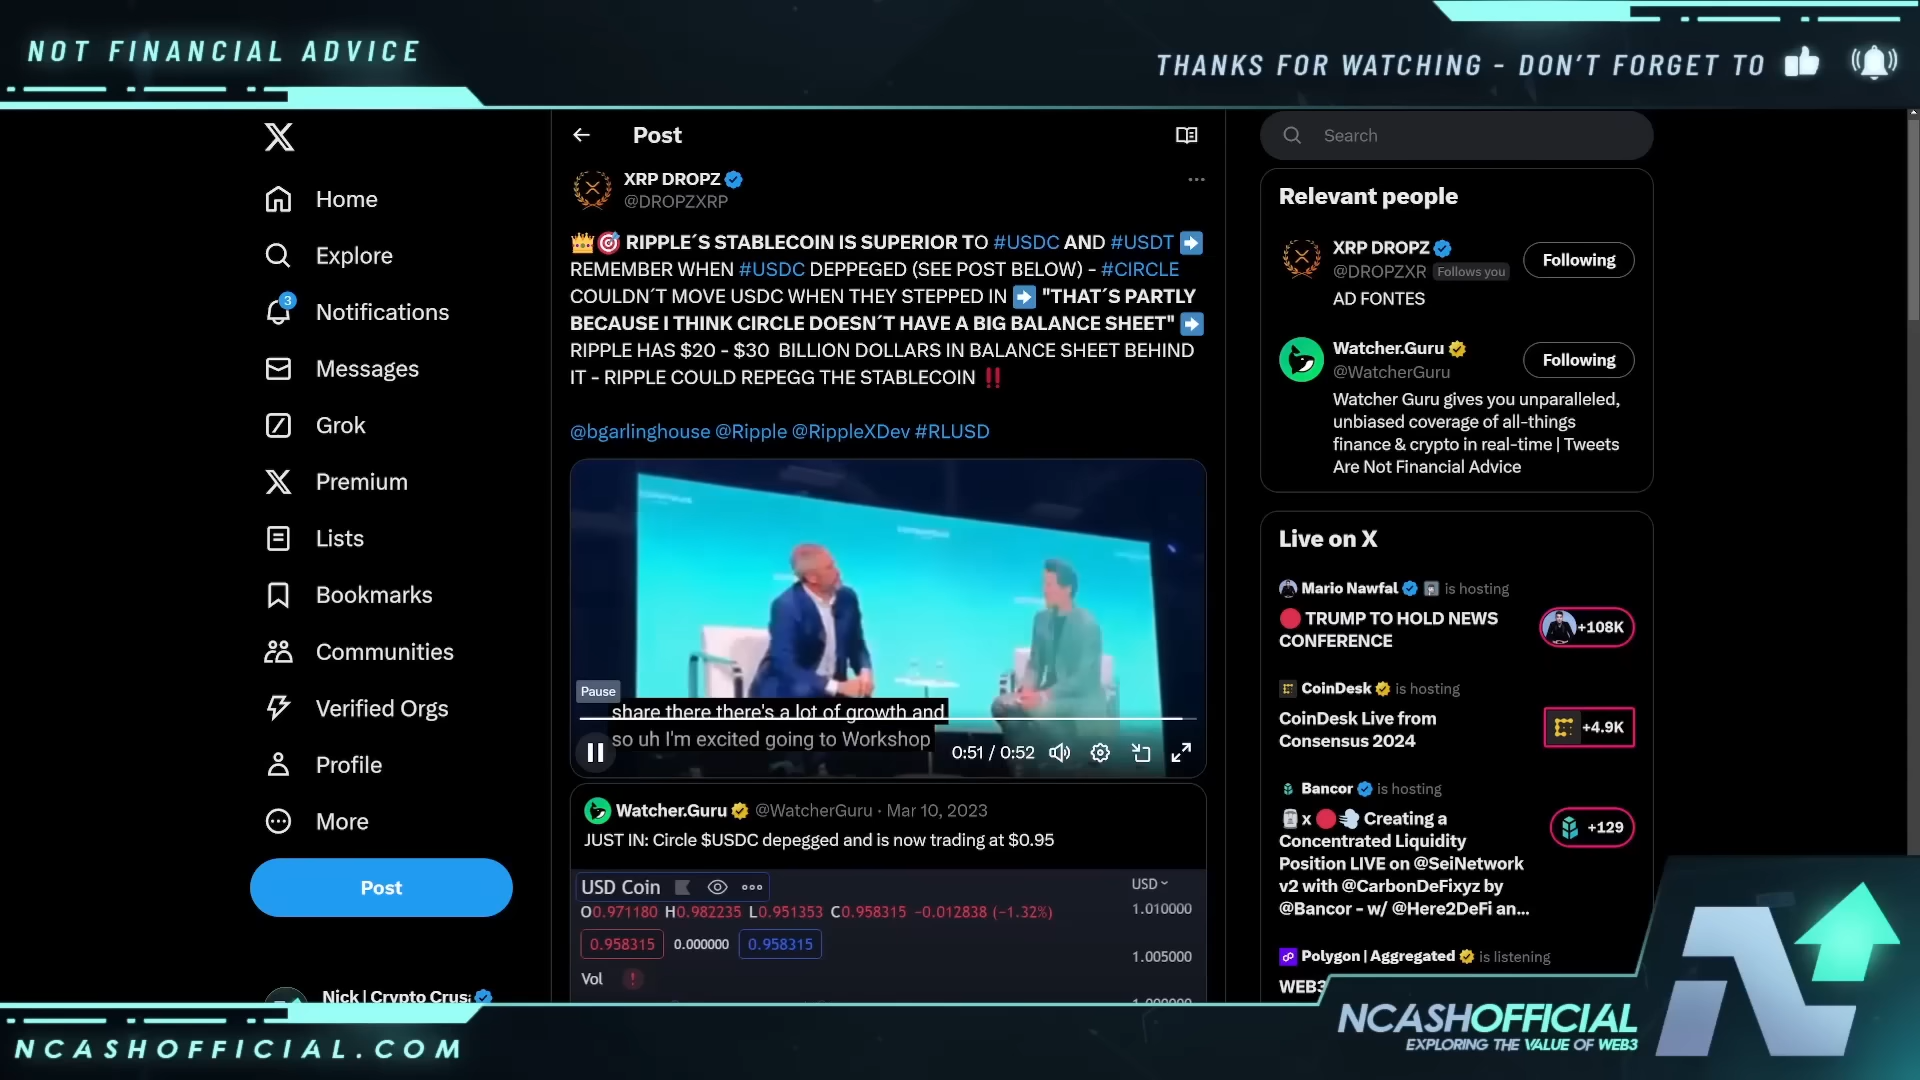 NOT FINANCIAL ADVICE
THANKS FOR WATCHING - DON'T FORGET TO
Home
Explore
3
Notifications
Messages
Grok
Premium
Lists
Bookmarks
Communities
Verified Orgs
Profile
More
Post
Nick | Crypto Crus
Post
XRP DROPZ
@DROPZXRP
👑🎯 RIPPLE´S STABLECOIN IS SUPERIOR TO #USDC AND #USDT ➡️
REMEMBER WHEN #USDC DEPPEGED (SEE POST BELOW) - #CIRCLE
COULDN´T MOVE USDC WHEN THEY STEPPED IN ➡️ "THAT´S PARTLY
BECAUSE I THINK CIRCLE DOESN´T HAVE A BIG BALANCE SHEET" ➡️
RIPPLE HAS $20 - $30 BILLION DOLLARS IN BALANCE SHEET BEHIND
IT - RIPPLE COULD REPEGG THE STABLECOIN ‼️
@bgarlinghouse @Ripple @RippleXDev #RLUSD
Pause
share there there's a lot of growth and
so uh I'm excited going to Workshop
0:51 / 0:52
Watcher.Guru @WatcherGuru · Mar 10, 2023
JUST IN: Circle $USDC depegged and is now trading at $0.95
USD Coin
USD
O0.971180 H0.982235 L0.951353 C0.958315 −0.012838 (−1.32%)
1.010000
0.958315 0.000000 0.958315
1.005000
Vol
Search
Relevant people
XRP DROPZ
@DROPZXR Follows you
Following
AD FONTES
Watcher.Guru
@WatcherGuru
Following
Watcher Guru gives you unparalleled,
unbiased coverage of all-things
finance & crypto in real-time | Tweets
Are Not Financial Advice
Live on X
Mario Nawfal is hosting
🔴 TRUMP TO HOLD NEWS
CONFERENCE
+108K
CoinDesk is hosting
CoinDesk Live from
Consensus 2024
+4.9K
Bancor is hosting
x 🔴💨 Creating a
Concentrated Liquidity
Position LIVE on @SeiNetwork
v2 with @CarbonDeFixyz by
@Bancor - w/ @Here2DeFi an...
+129
Polygon | Aggregated is listening
WEB3
NCASHOFFICIAL
EXPLORING THE VALUE OF WEB3
NCASHOFFICIAL.COM